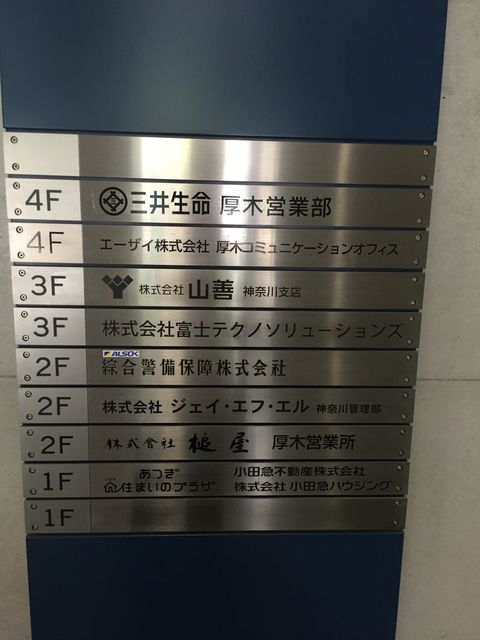 4F 三井生命 厚木営業部
4F エーザイ株式会社 厚木コミュニケーションオフィス
3F 株式会社 山善 神奈川支店
3F 株式会社富士テクノソリューションズ
ALSOK
2F 綜合警備保障株式会社
2F 株式会社 ジェイ・エフ・エル 神奈川管理部
2F 株式會社 槌屋 厚木営業所
1F あつぎ 小田急不動産株式会社
住まいのプラザ 株式会社 小田急ハウジング
1F